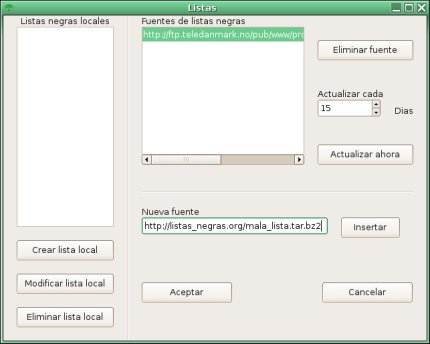 Listas
Listas negras locales
Fuentes de listas negras
http://ftp.teledanmark.no/pub/www/pro
Eliminar fuente
Actualizar cada
15
Dias
Actualizar ahora
Nueva fuente
http://listas_negras.org/mala_lista.tar.bz2
Insertar
Crear lista local
Modificar lista local
Eliminar lista local
Aceptar
Cancelar